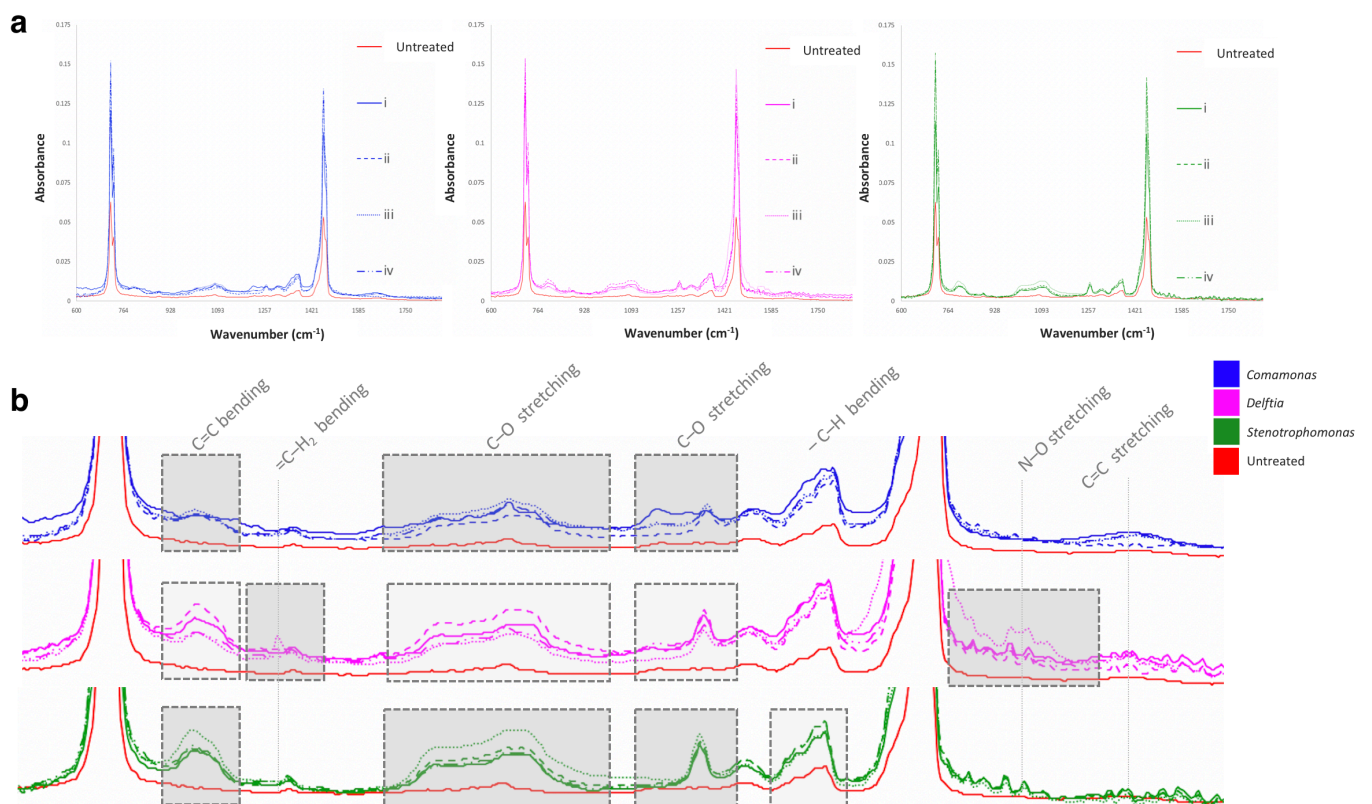 a
0.175
0.15
0.125
0.1
0.075
0.05
0.025
0
Absorbance
600 764 928 1093 1257 1421 1585 1750
Wavenumber (cm-1)
Untreated
i
ii
iii
iv
0.175
0.15
0.125
0.1
0.075
0.05
0.025
0
Absorbance
600 764 928 1093 1257 1421 1585 1750
Wavenumber (cm-1)
Untreated
i
ii
iii
iv
0.175
0.15
0.125
0.1
0.075
0.05
0.025
0
Absorbance
600 764 928 1093 1257 1421 1585 1750
Wavenumber (cm-1)
Untreated
i
ii
iii
iv
b
C=C bending
=C–H2 bending
C–O stretching
C–O stretching
– C–H bending
N–O stretching
C=C stretching
Comamonas
Delftia
Stenotrophomonas
Untreated